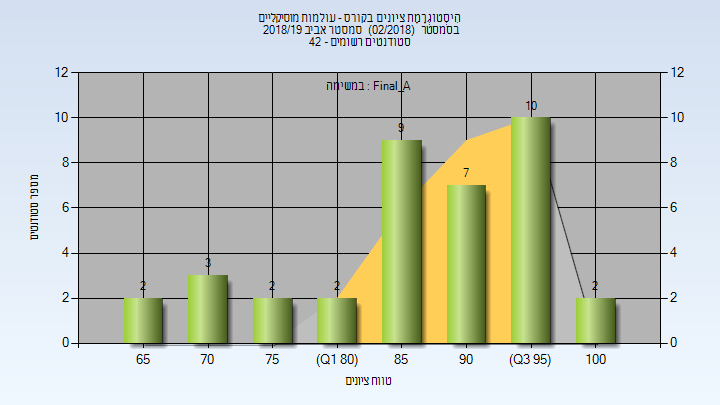 היסטוגרמת ציונים בקורס - עולמות מוסיקליים
בסמסטר (02/2018) סמסטר אביב 2018/19
סטודנטים רשומים - 42
במשימה : Final_A
12 12
10 10
8 8
6 6
4 4
2 2
0 0
2 3 2 2 9 7 10 2
מספר סטודנטים
65 70 75 (Q1 80) 85 90 (Q3 95) 100
טווח ציונים